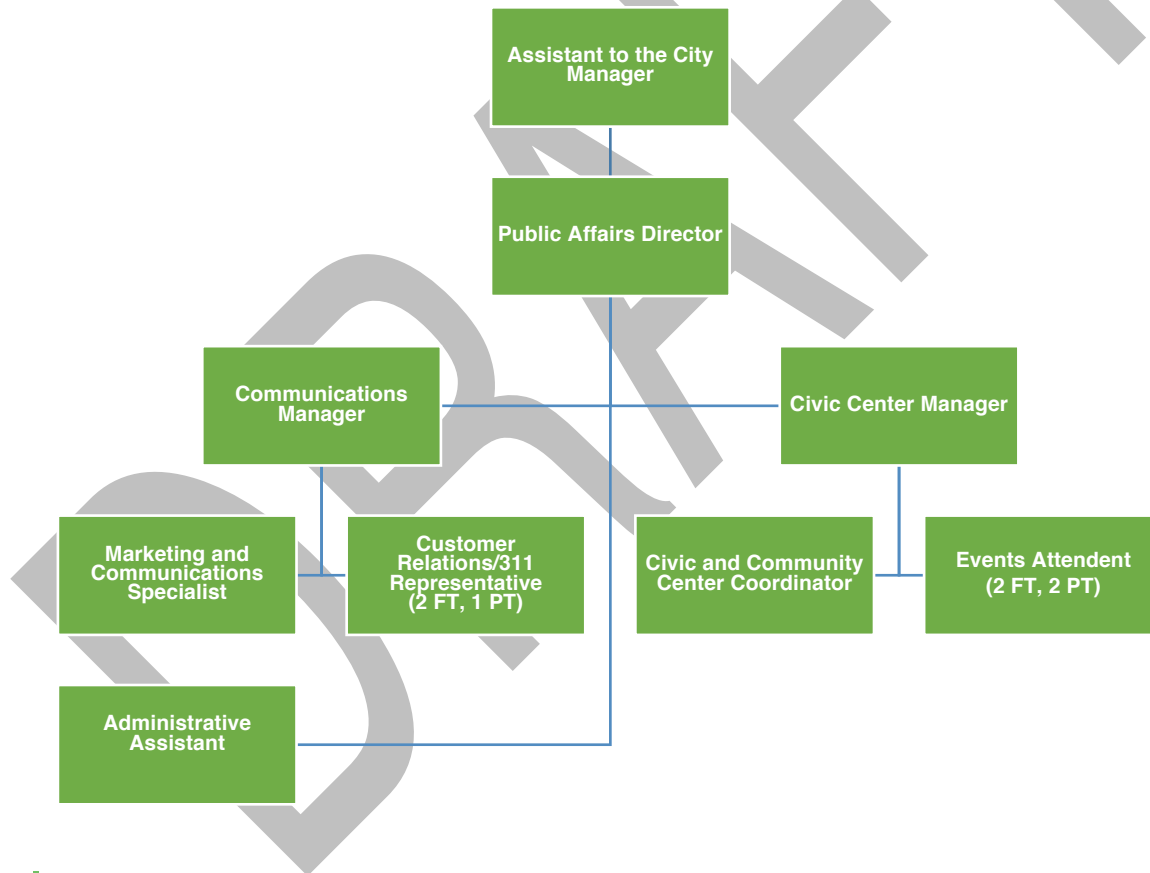 Assistant to the City
Manager
Public Affairs Director
Communications
Manager
Civic Center Manager
Marketing and
Communications
Specialist
Customer
Relations/311
Representative
(2 FT, 1 PT)
Civic and Community
Center Coordinator
Events Attendent
(2 FT, 2 PT)
Administrative
Assistant
DRAFT